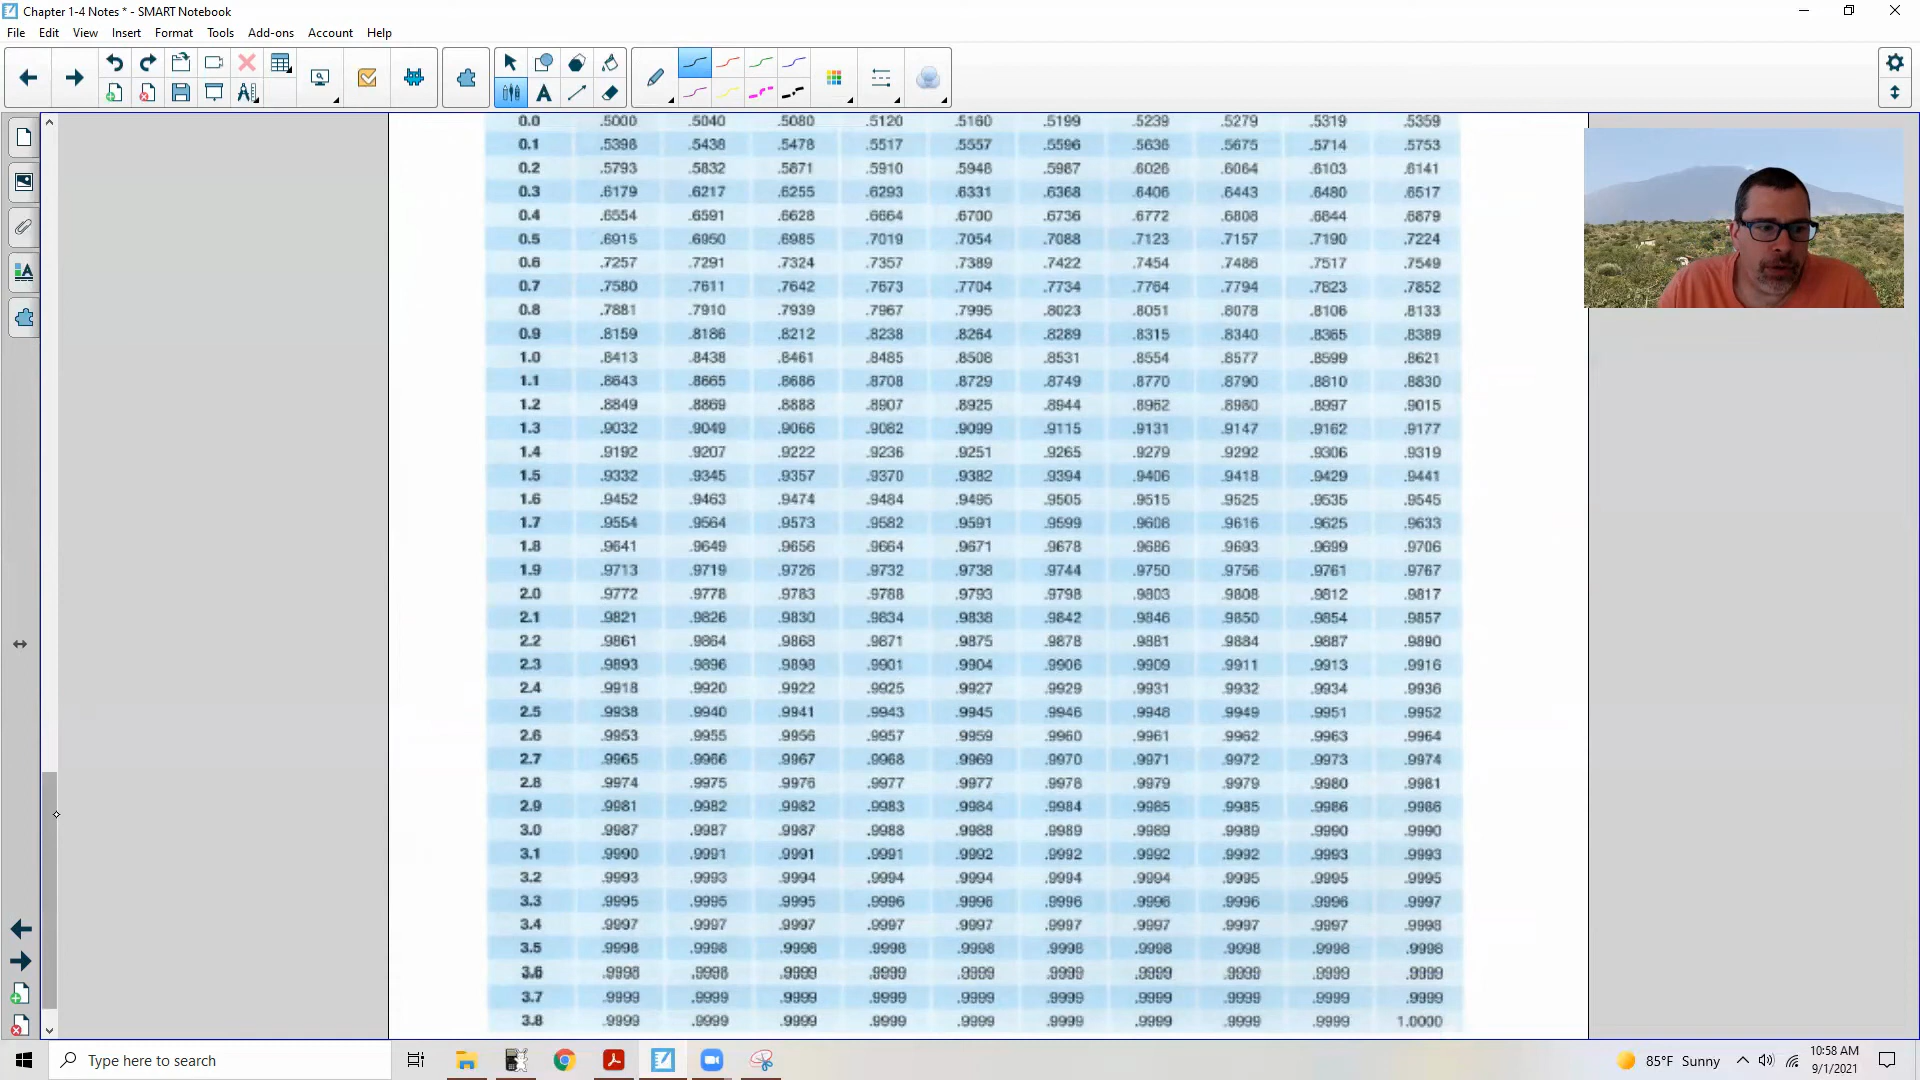 Chapter 1-4 Notes * - SMART Notebook
File Edit View Insert Format Tools Add-ons Account Help
0.0 .5000 .5040 .5080 .5120 .5160 .5199 .5239 .5279 .5319 .5359
0.1 .5398 .5438 .5478 .5517 .5557 .5596 .5636 .5675 .5714 .5753
0.2 .5793 .5832 .5871 .5910 .5948 .5987 .6026 .6064 .6103 .6141
0.3 .6179 .6217 .6255 .6293 .6331 .6368 .6406 .6443 .6480 .6517
0.4 .6554 .6591 .6628 .6664 .6700 .6736 .6772 .6808 .6844 .6879
0.5 .6915 .6950 .6985 .7019 .7054 .7088 .7123 .7157 .7190 .7224
0.6 .7257 .7291 .7324 .7357 .7389 .7422 .7454 .7486 .7517 .7549
0.7 .7580 .7611 .7642 .7673 .7704 .7734 .7764 .7794 .7823 .7852
0.8 .7881 .7910 .7939 .7967 .7995 .8023 .8051 .8078 .8106 .8133
0.9 .8159 .8186 .8212 .8238 .8264 .8289 .8315 .8340 .8365 .8389
1.0 .8413 .8438 .8461 .8485 .8508 .8531 .8554 .8577 .8599 .8621
1.1 .8643 .8665 .8686 .8708 .8729 .8749 .8770 .8790 .8810 .8830
1.2 .8849 .8869 .8888 .8907 .8925 .8944 .8962 .8980 .8997 .9015
1.3 .9032 .9049 .9066 .9082 .9099 .9115 .9131 .9147 .9162 .9177
1.4 .9192 .9207 .9222 .9236 .9251 .9265 .9279 .9292 .9306 .9319
1.5 .9332 .9345 .9357 .9370 .9382 .9394 .9406 .9418 .9429 .9441
1.6 .9452 .9463 .9474 .9484 .9495 .9505 .9515 .9525 .9535 .9545
1.7 .9554 .9564 .9573 .9582 .9591 .9599 .9608 .9616 .9625 .9633
1.8 .9641 .9649 .9656 .9664 .9671 .9678 .9686 .9693 .9699 .9706
1.9 .9713 .9719 .9726 .9732 .9738 .9744 .9750 .9756 .9761 .9767
2.0 .9772 .9778 .9783 .9788 .9793 .9798 .9803 .9808 .9812 .9817
2.1 .9821 .9826 .9830 .9834 .9838 .9842 .9846 .9850 .9854 .9857
2.2 .9861 .9864 .9868 .9871 .9875 .9878 .9881 .9884 .9887 .9890
2.3 .9893 .9896 .9898 .9901 .9904 .9906 .9909 .9911 .9913 .9916
2.4 .9918 .9920 .9922 .9925 .9927 .9929 .9931 .9932 .9934 .9936
2.5 .9938 .9940 .9941 .9943 .9945 .9946 .9948 .9949 .9951 .9952
2.6 .9953 .9955 .9956 .9957 .9959 .9960 .9961 .9962 .9963 .9964
2.7 .9965 .9966 .9967 .9968 .9969 .9970 .9971 .9972 .9973 .9974
2.8 .9974 .9975 .9976 .9977 .9977 .9978 .9979 .9979 .9980 .9981
2.9 .9981 .9982 .9982 .9983 .9984 .9984 .9985 .9985 .9986 .9986
3.0 .9987 .9987 .9987 .9988 .9988 .9989 .9989 .9989 .9990 .9990
3.1 .9990 .9991 .9991 .9991 .9992 .9992 .9992 .9992 .9993 .9993
3.2 .9993 .9993 .9994 .9994 .9994 .9994 .9994 .9995 .9995 .9995
3.3 .9995 .9995 .9995 .9996 .9996 .9996 .9996 .9996 .9996 .9997
3.4 .9997 .9997 .9997 .9997 .9997 .9997 .9997 .9997 .9997 .9998
3.5 .9998 .9998 .9998 .9998 .9998 .9998 .9998 .9998 .9998 .9998
3.6 .9998 .9998 .9999 .9999 .9999 .9999 .9999 .9999 .9999 .9999
3.7 .9999 .9999 .9999 .9999 .9999 .9999 .9999 .9999 .9999 .9999
3.8 .9999 .9999 .9999 .9999 .9999 .9999 .9999 .9999 .9999 1.0000
Type here to search
85°F Sunny
10:58 AM
9/1/2021